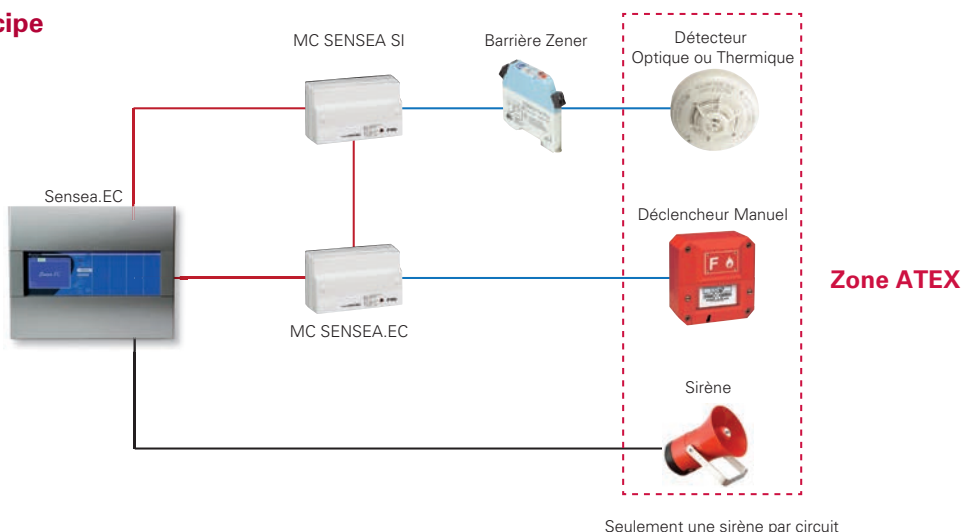 cipe
MC SENSEA SI
Barrière Zener
Détecteur
Optique ou Thermique
Sensea.EC
Déclencheur Manuel
F
Zone ATEX
MC SENSEA.EC
Sirène
Seulement une sirène par circuit